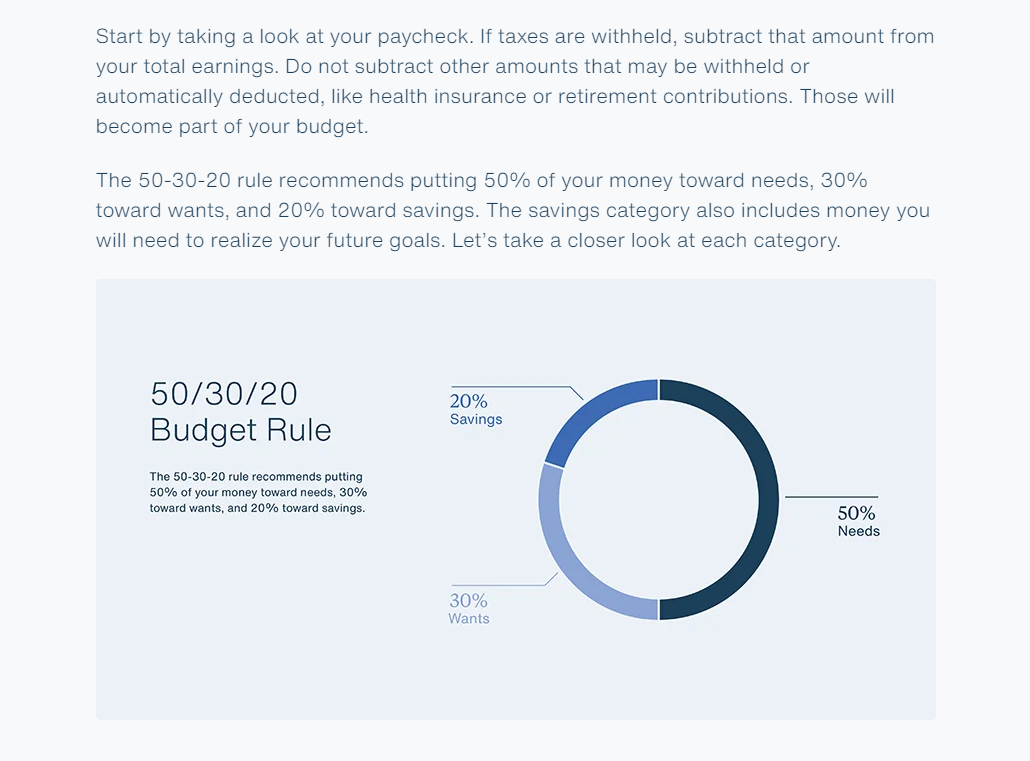 Start by taking a look at your paycheck. If taxes are withheld, subtract that amount from
your total earnings. Do not subtract other amounts that may be withheld or
automatically deducted, like health insurance or retirement contributions. Those will
become part of your budget.
The 50-30-20 rule recommends putting 50% of your money toward needs, 30%
toward wants, and 20% toward savings. The savings category also includes money you
will need to realize your future goals. Let’s take a closer look at each category.
50/30/20
Budget Rule
The 50-30-20 rule recommends putting
50% of your money toward needs, 30%
toward wants, and 20% toward savings.
20%
Savings
50%
Needs
30%
Wants